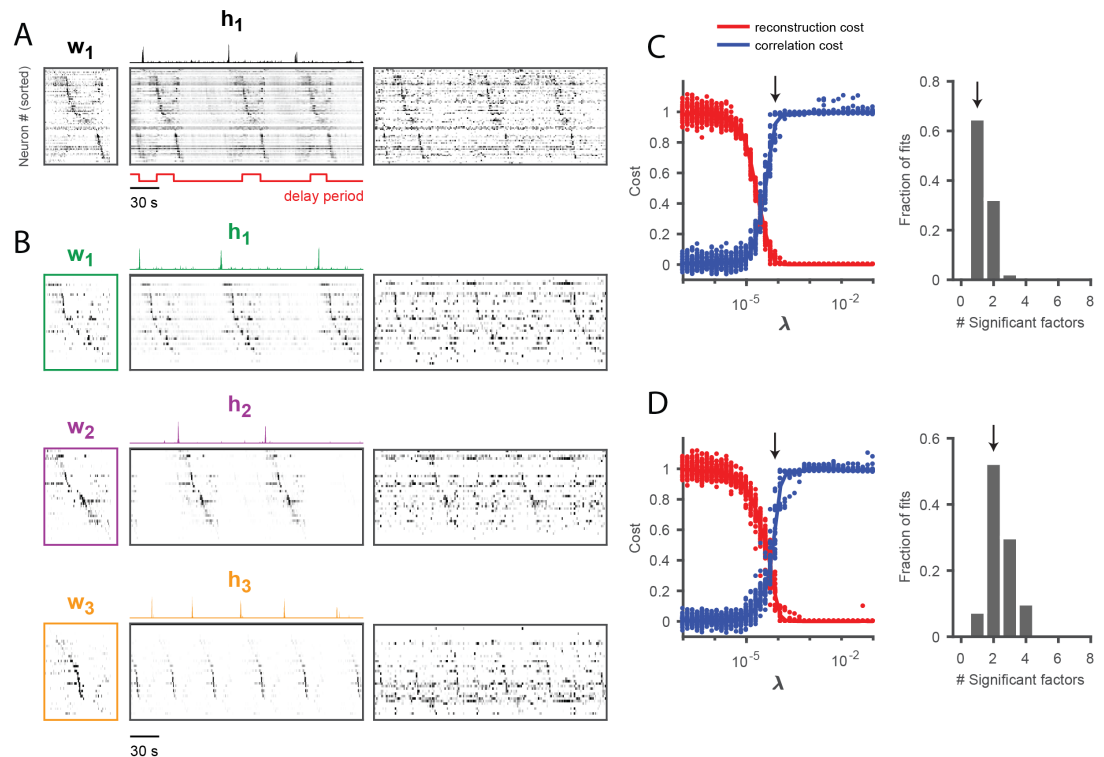 A
w1
h1
Neuron # (sorted)
delay period
30 s
B
w1
h1
w2
h2
w3
h3
30 s
reconstruction cost
correlation cost
C
Cost
1
0.8
0.6
0.4
0.2
0
10-5
10-2
λ
Fraction of fits
0.8
0.6
0.4
0.2
0
0 2 4 6 8
# Significant factors
D
Cost
1
0.8
0.6
0.4
0.2
0
10-5
10-2
λ
Fraction of fits
0.6
0.4
0.2
0
0 2 4 6 8
# Significant factors